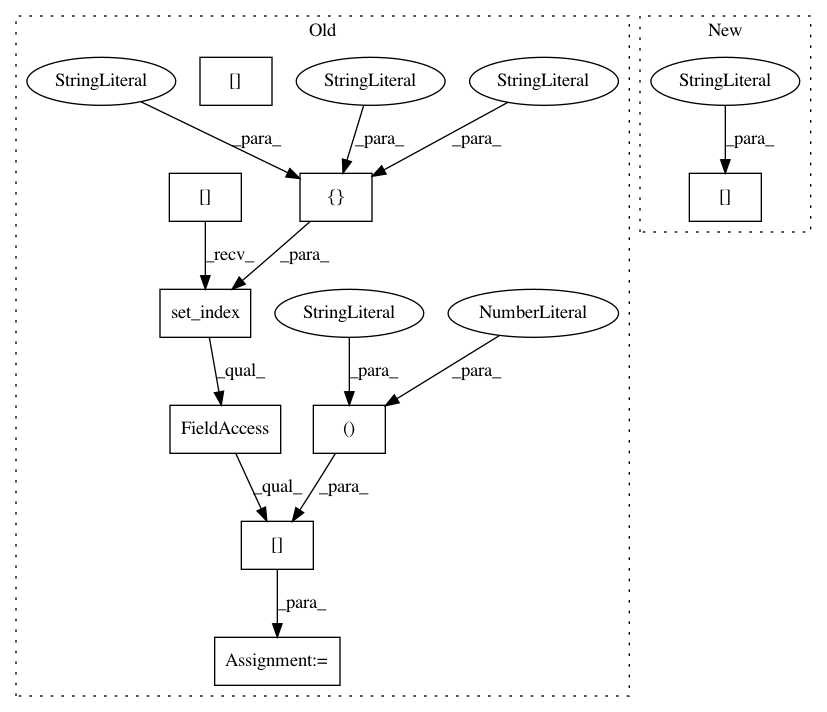 Old
New
StringLiteral
[]
StringLiteral
StringLiteral
StringLiteral
_para_
_para_
_para_
_para_
[]
{}
[]
_recv_
_para_
set_index
StringLiteral
NumberLiteral
_qual_
_para_
_para_
FieldAccess
()
_qual_
_para_
[]
_para_
Assignment:=